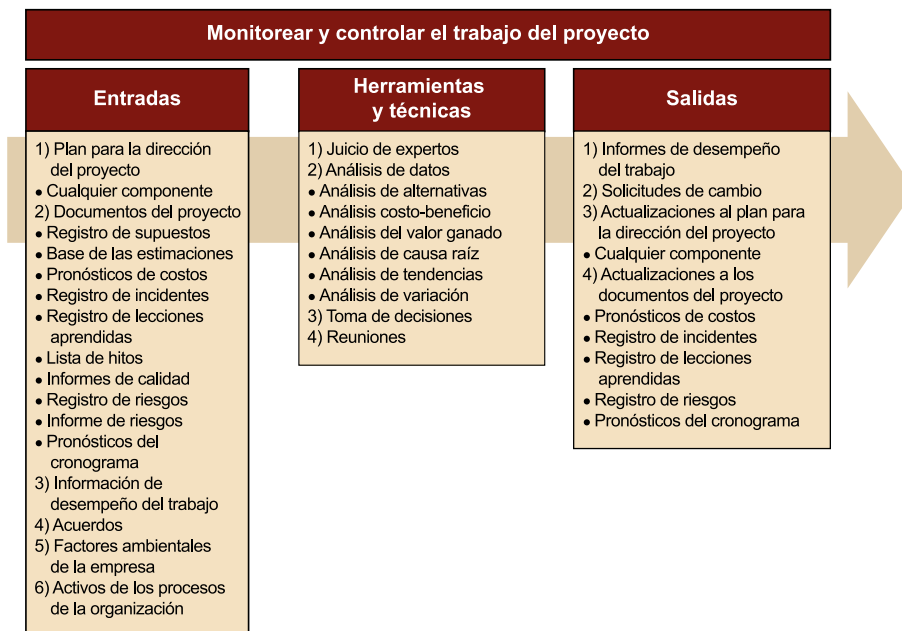 Monitorear y controlar el trabajo del proyecto
Entradas
1) Plan para la dirección
del proyecto
• Cualquier componente
2) Documentos del proyecto
• Registro de supuestos
• Base de las estimaciones
• Pronósticos de costos
• Registro de incidentes
• Registro de lecciones
aprendidas
• Lista de hitos
• Informes de calidad
• Registro de riesgos
• Informe de riesgos
• Pronósticos del
cronograma
3) Información de
desempeño del trabajo
4) Acuerdos
5) Factores ambientales
de la empresa
6) Activos de los procesos
de la organización
Herramientas
y técnicas
1) Juicio de expertos
2) Análisis de datos
• Análisis de alternativas
• Análisis costo-beneficio
• Análisis del valor ganado
• Análisis de causa raíz
• Análisis de tendencias
• Análisis de variación
3) Toma de decisiones
4) Reuniones
Salidas
1) Informes de desempeño
del trabajo
2) Solicitudes de cambio
3) Actualizaciones al plan para
la dirección del proyecto
• Cualquier componente
4) Actualizaciones a los
documentos del proyecto
• Pronósticos de costos
• Registro de incidentes
• Registro de lecciones
aprendidas
• Registro de riesgos
• Pronósticos del cronograma